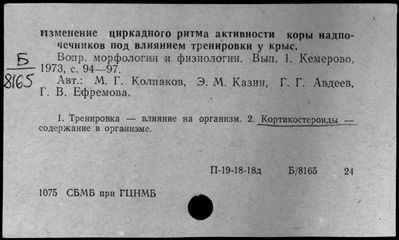 Изменение циркадного ритма активности коры надпо-
чечников под влиянием тренировки у крыс.
Вопр. морфологии и физиологии. Вып. 1. Кемерово,
1973, с. 94—97.
Б
8165
Авт.: М. Г. Колпаков, Э. М. Казин, Г. Г. Авдеев,
Г. В. Ефремова.
1. Тренировка — влияние на организм. 2. Кортикостероиды —
содержание в организме.
П-19-18-18д Б/8165 24
1075 СБМБ при ГЦНМБ